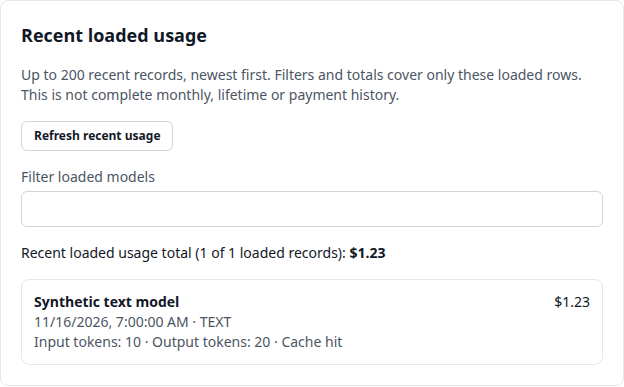 Recent loaded usage
Up to 200 recent records, newest first. Filters and totals cover only these loaded rows.
This is not complete monthly, lifetime or payment history.
Refresh recent usage
Filter loaded models
Recent loaded usage total (1 of 1 loaded records): $1.23
Synthetic text model $1.23
11/16/2026, 7:00:00 AM · TEXT
Input tokens: 10 · Output tokens: 20 · Cache hit